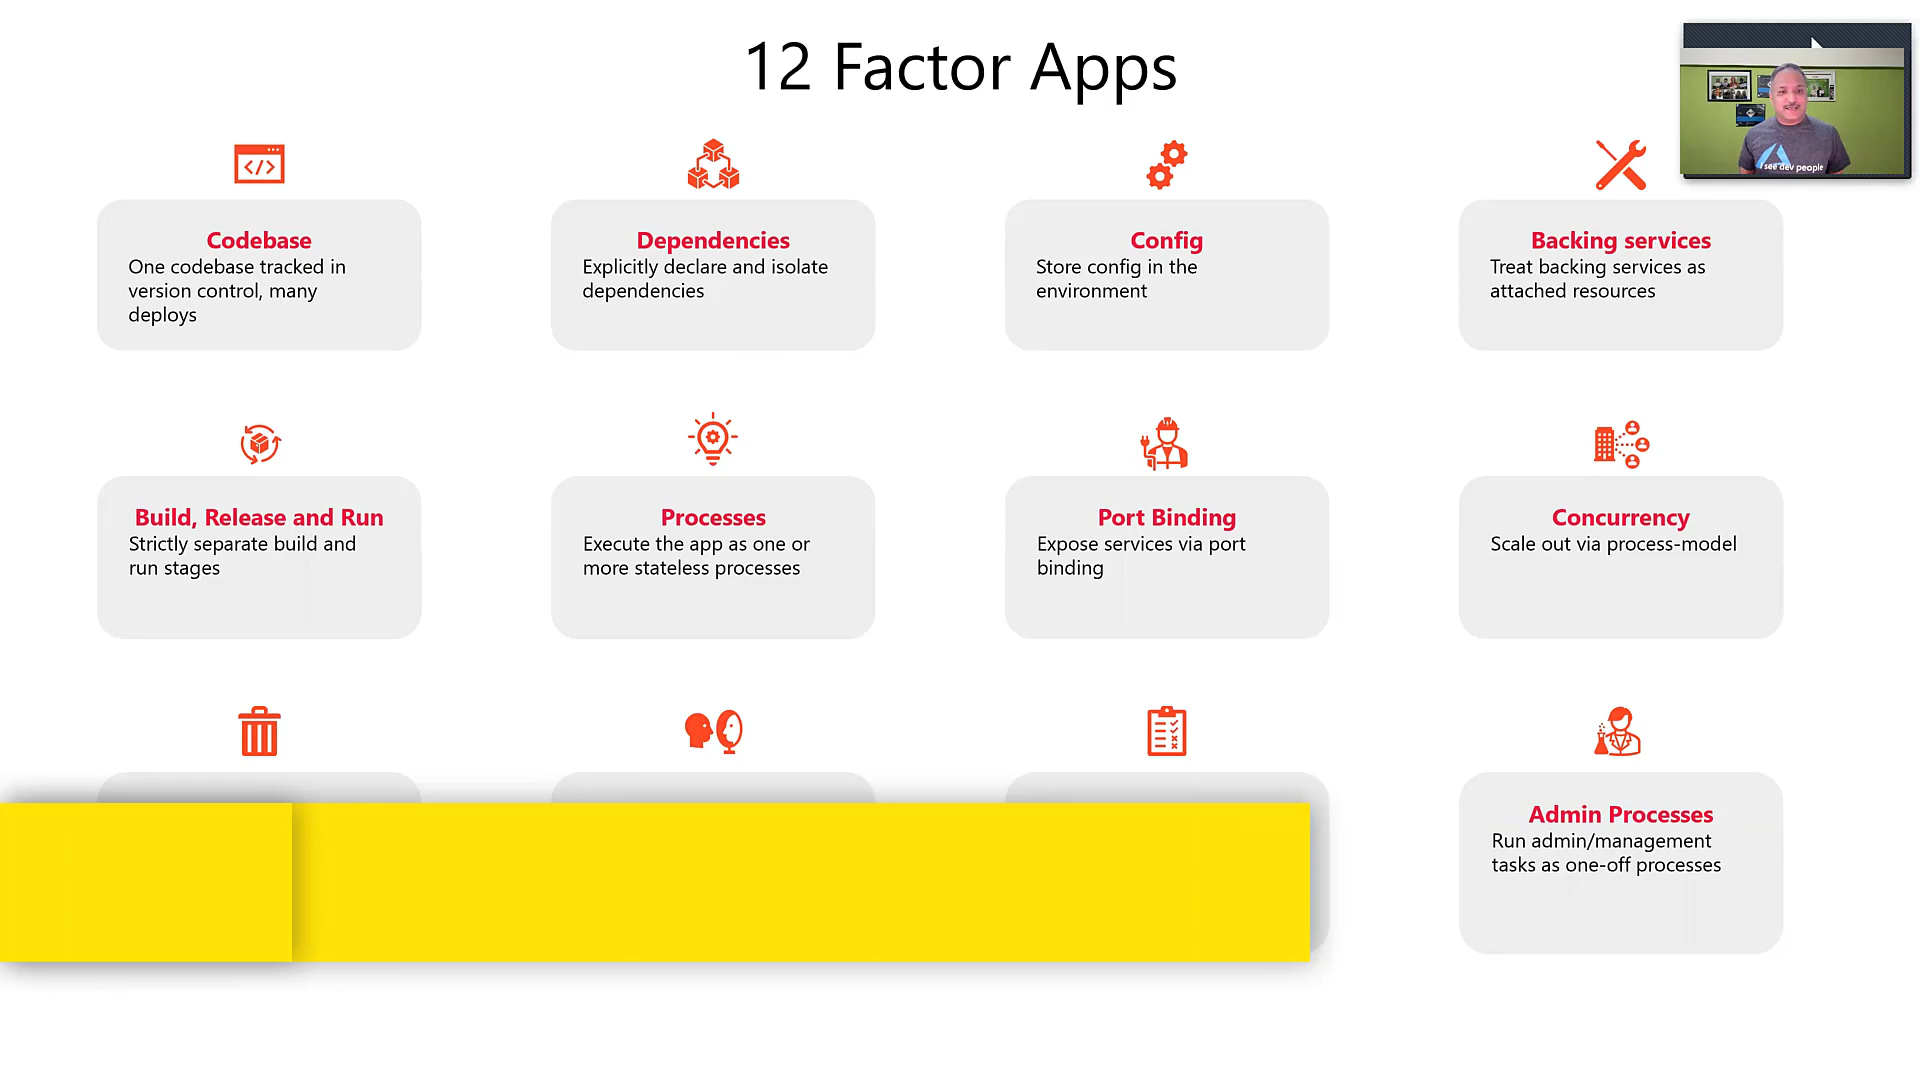 12 Factor Apps
I see dev people
Codebase
One codebase tracked in
version control, many
deploys
Dependencies
Explicitly declare and isolate
dependencies
Config
Store config in the
environment
Backing services
Treat backing services as
attached resources
Build, Release and Run
Strictly separate build and
run stages
Processes
Execute the app as one or
more stateless processes
Port Binding
Expose services via port
binding
Concurrency
Scale out via process-model
Admin Processes
Run admin/management
tasks as one-off processes